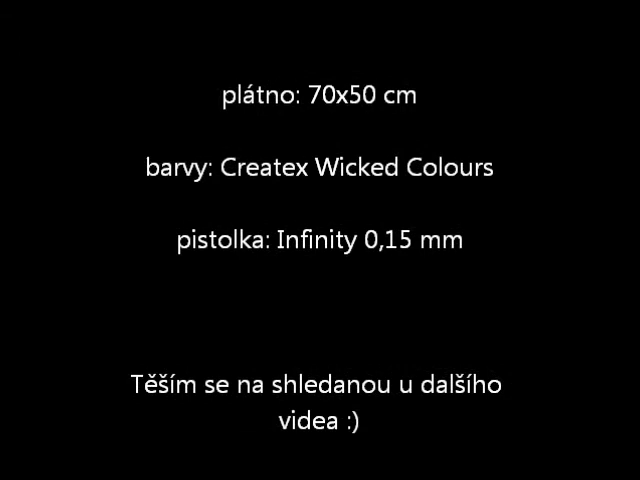 plátno: 70x50 cm
barvy: Createx Wicked Colours
pistolka: Infinity 0,15 mm
Těším se na shledanou u dalšího
videa :)